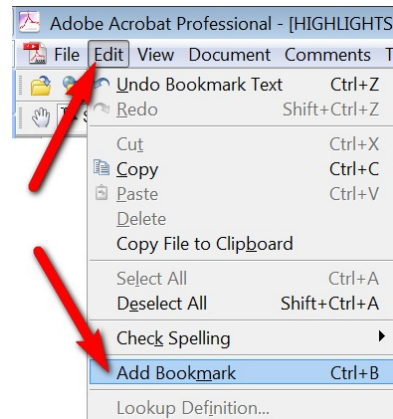 Adobe Acrobat Professional - [HIGHLIGHTS
File Edit View Document Comments T
Undo Bookmark Text Ctrl+Z
Redo Shift+Ctrl+Z
Cut Ctrl+X
Copy Ctrl+C
Paste Ctrl+V
Delete
Copy File to Clipboard
Select All Ctrl+A
Deselect All Shift+Ctrl+A
Check Spelling
Add Bookmark Ctrl+B
Lookup Definition...